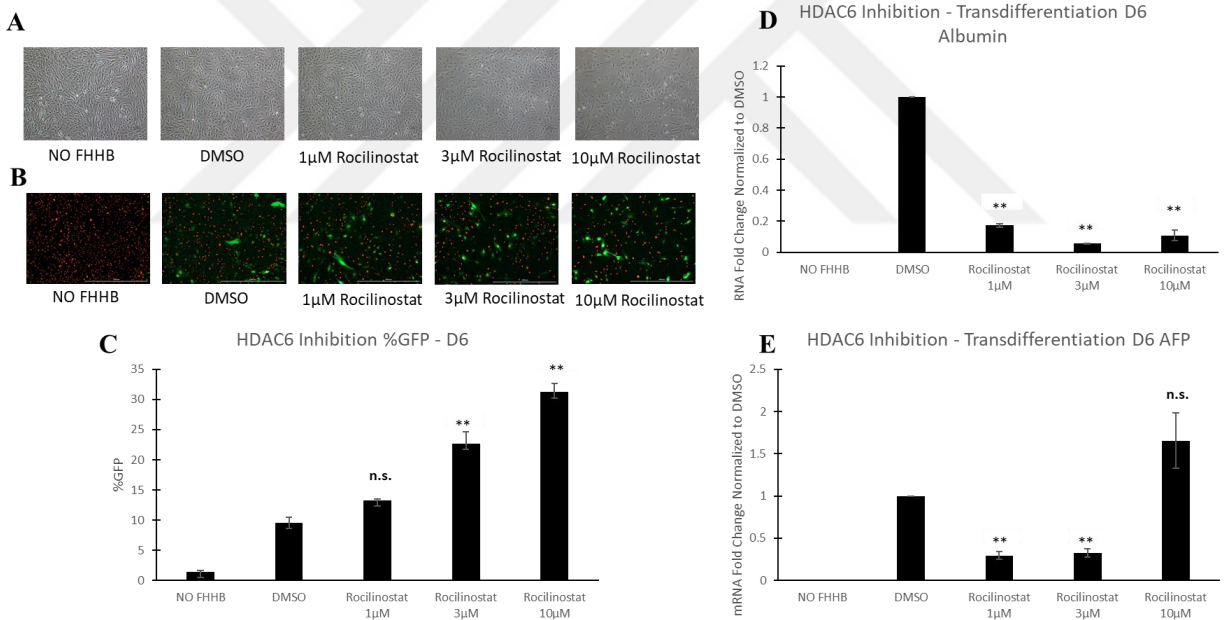 A
NO FHHB
DMSO
1µM Rocilinostat
3µM Rocilinostat
10µM Rocilinostat
B
NO FHHB
DMSO
1µM Rocilinostat
3µM Rocilinostat
10µM Rocilinostat
C
HDAC6 Inhibition %GFP - D6
%GFP
35
30
25
20
15
10
5
0
n.s.
**
**
NO FHHB
DMSO
Rocilinostat 1µM
Rocilinostat 3µM
Rocilinostat 10µM
D
HDAC6 Inhibition - Transdifferentiation D6
Albumin
RNA Fold Change Normalized to DMSO
1.2
1
0.8
0.6
0.4
0.2
0
**
**
**
NO FHHB
DMSO
Rocilinostat 1µM
Rocilinostat 3µM
Rocilinostat 10µM
E
HDAC6 Inhibition - Transdifferentiation D6 AFP
mRNA Fold Change Normalized to DMSO
2.5
2
1.5
1
0.5
0
**
**
n.s.
NO FHHB
DMSO
Rocilinostat 1µM
Rocilinostat 3µM
Rocilinostat 10µM